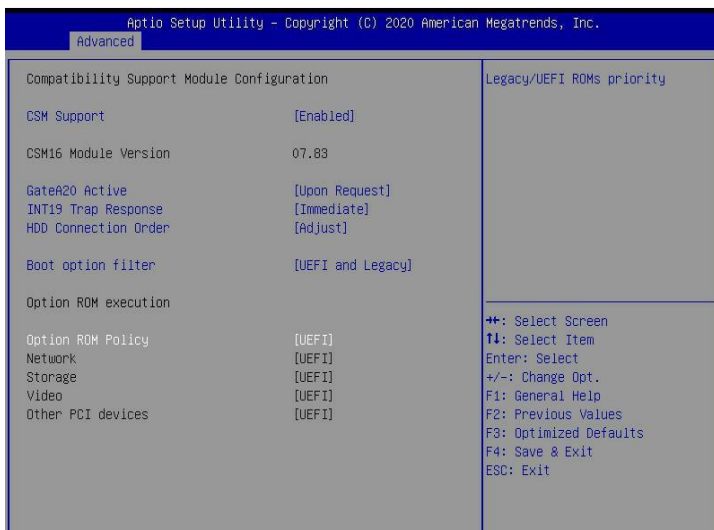 Aptio Setup Utility – Copyright (C) 2020 American Megatrends, Inc.
Advanced
Compatibility Support Module Configuration
CSM Support [Enabled]
CSM16 Module Version 07.83
GateA20 Active [Upon Request]
INT19 Trap Response [Immediate]
HDD Connection Order [Adjust]
Boot option filter [UEFI and Legacy]
Option ROM execution
Option ROM Policy [UEFI]
Network [UEFI]
Storage [UEFI]
Video [UEFI]
Other PCI devices [UEFI]
Legacy/UEFI ROMs priority
→←: Select Screen
↑↓: Select Item
Enter: Select
+/-: Change Opt.
F1: General Help
F2: Previous Values
F3: Optimized Defaults
F4: Save & Exit
ESC: Exit